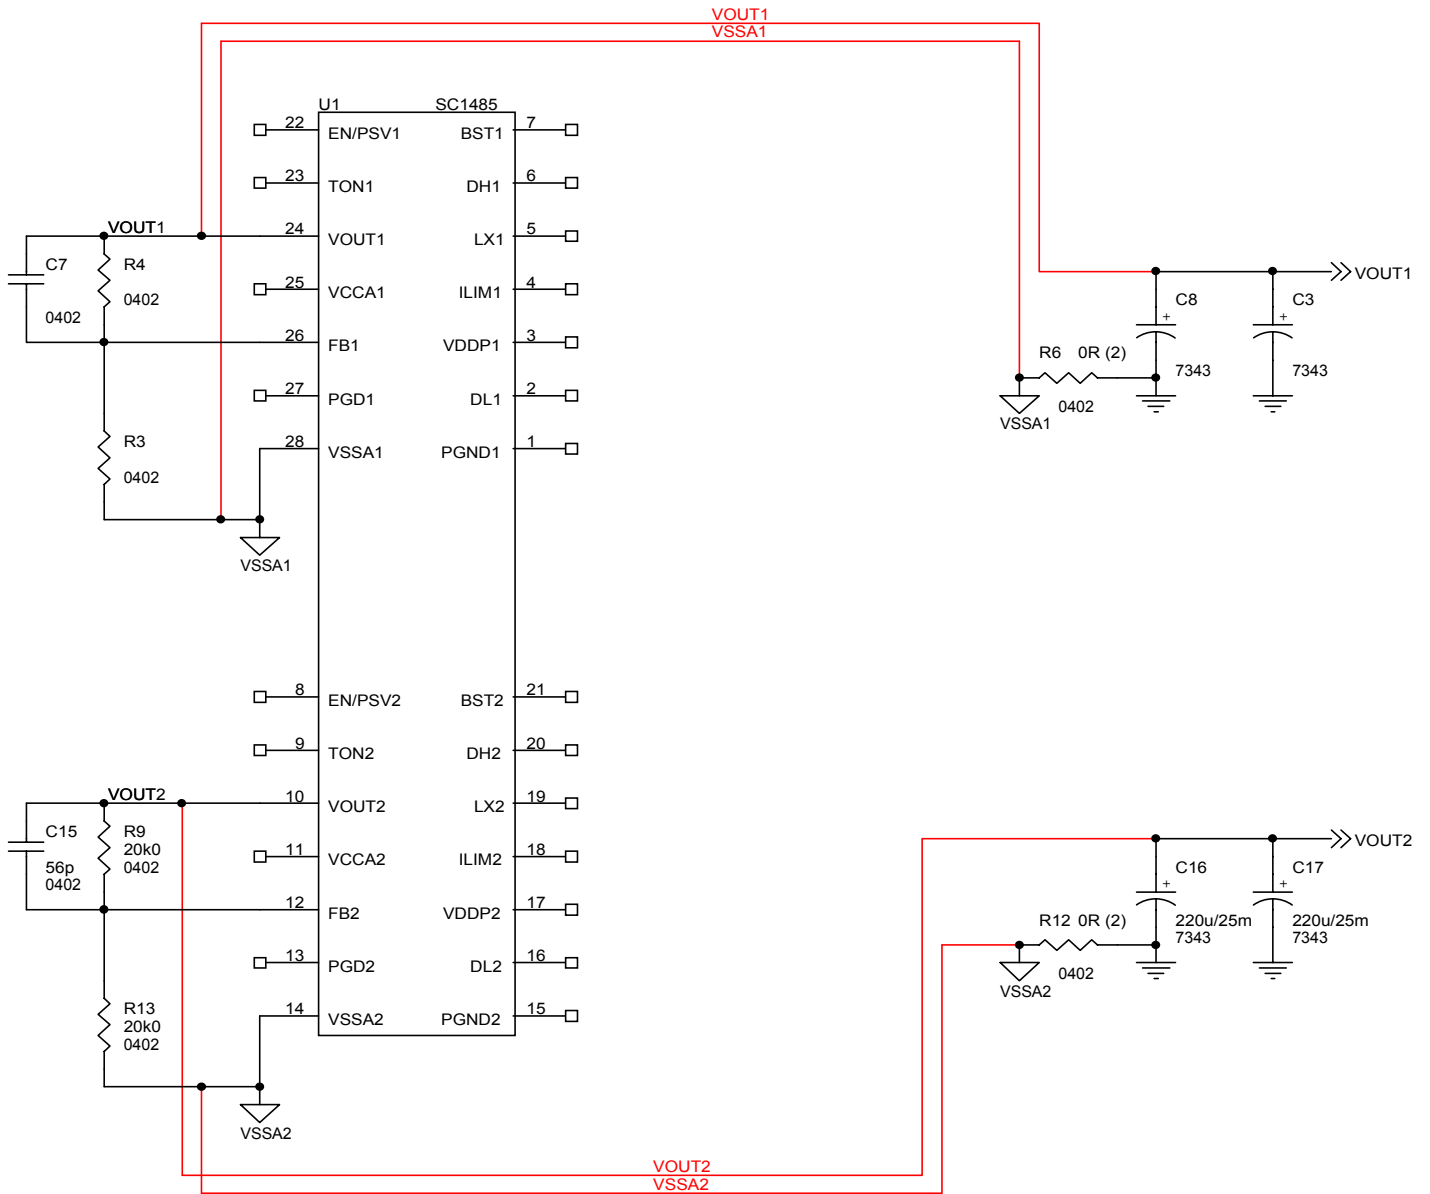 VOUT1
VSSA1
U1 SC1485
22 EN/PSV1 BST1 7
23 TON1 DH1 6
VOUT1 24 VOUT1 LX1 5
C7 R4
0402
0402
25 VCCA1 ILIM1 4
26 FB1 VDDP1 3
27 PGD1 DL1 2
28 VSSA1 PGND1 1
R3
0402
VSSA1
VOUT1
C8 C3
+ +
7343 7343
R6 0R (2)
0402
VSSA1
8 EN/PSV2 BST2 21
9 TON2 DH2 20
VOUT2 10 VOUT2 LX2 19
C15 R9
20k0
56p 0402
0402
11 VCCA2 ILIM2 18
12 FB2 VDDP2 17
13 PGD2 DL2 16
14 VSSA2 PGND2 15
R13
20k0
0402
VSSA2
VOUT2
C16 C17
+ +
220u/25m 220u/25m
7343 7343
R12 0R (2)
0402
VSSA2
VOUT2
VSSA2